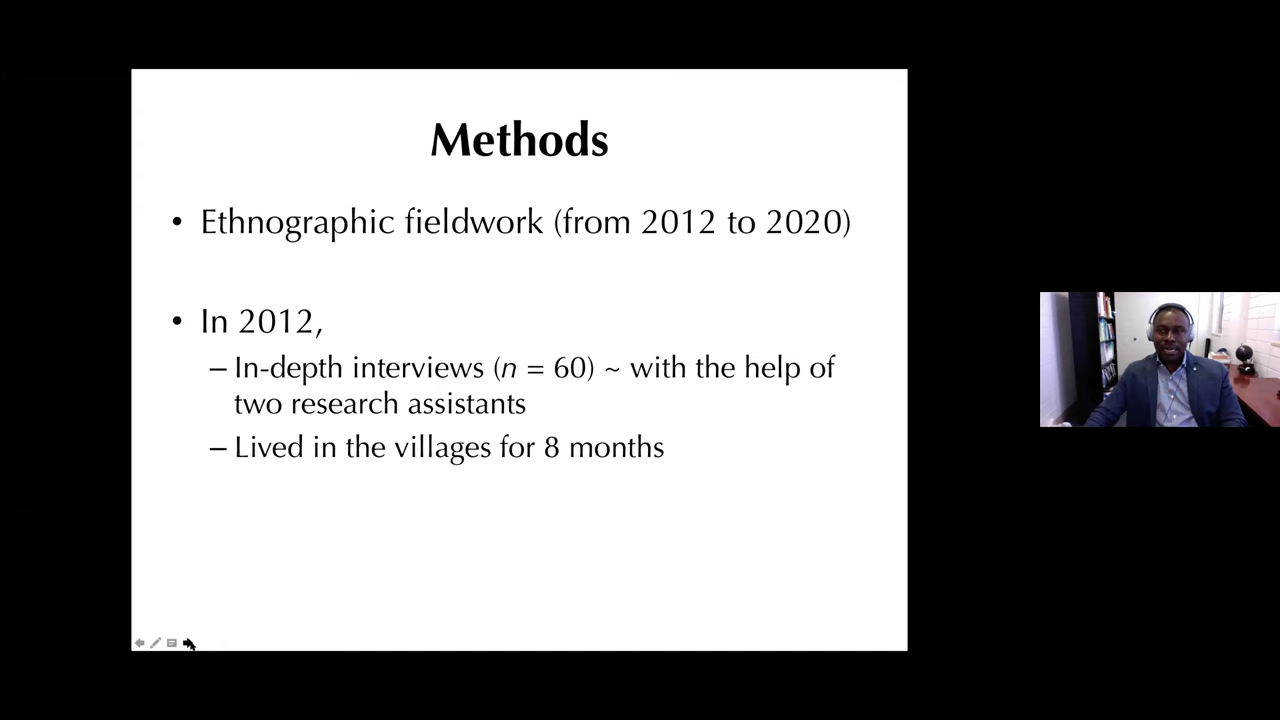 Methods
• Ethnographic fieldwork (from 2012 to 2020)
• In 2012,
– In-depth interviews (n = 60) ~ with the help of
two research assistants
– Lived in the villages for 8 months